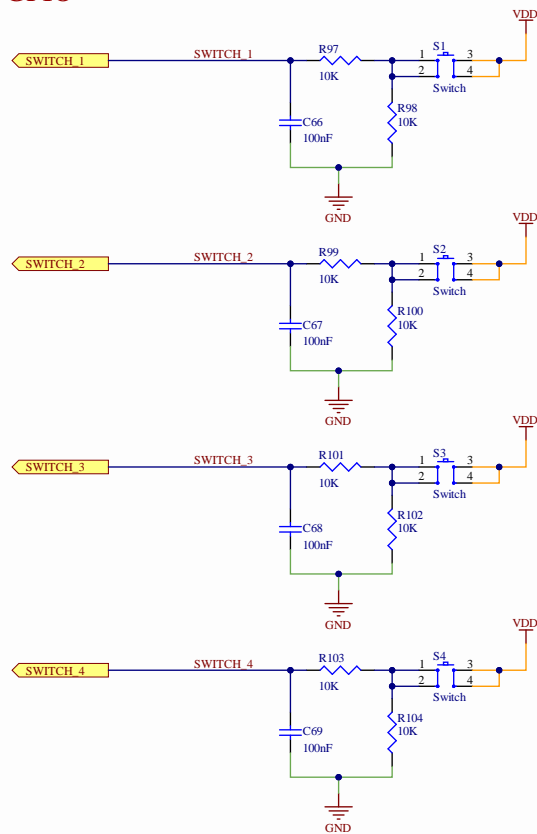 VDD
SWITCH_1 SWITCH_1 R97 10K S1 1 2 3 4 Switch
R98 10K
C66 100nF
GND
VDD
SWITCH_2 SWITCH_2 R99 10K S2 1 2 3 4 Switch
R100 10K
C67 100nF
GND
VDD
SWITCH_3 SWITCH_3 R101 10K S3 1 2 3 4 Switch
R102 10K
C68 100nF
GND
VDD
SWITCH_4 SWITCH_4 R103 10K S4 1 2 3 4 Switch
R104 10K
C69 100nF
GND